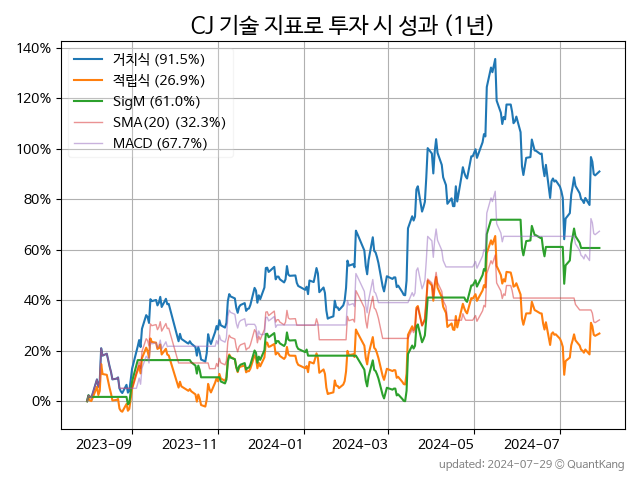 CJ 기술 지표로 투자 시 성과 (1년)
140%
120%
100%
80%
60%
40%
20%
0%
거치식 (91.5%)
적립식 (26.9%)
SigM (61.0%)
SMA(20) (32.3%)
MACD (67.7%)
2023-09 2023-11 2024-01 2024-03 2024-05 2024-07
updated: 2024-07-29 © QuantKang